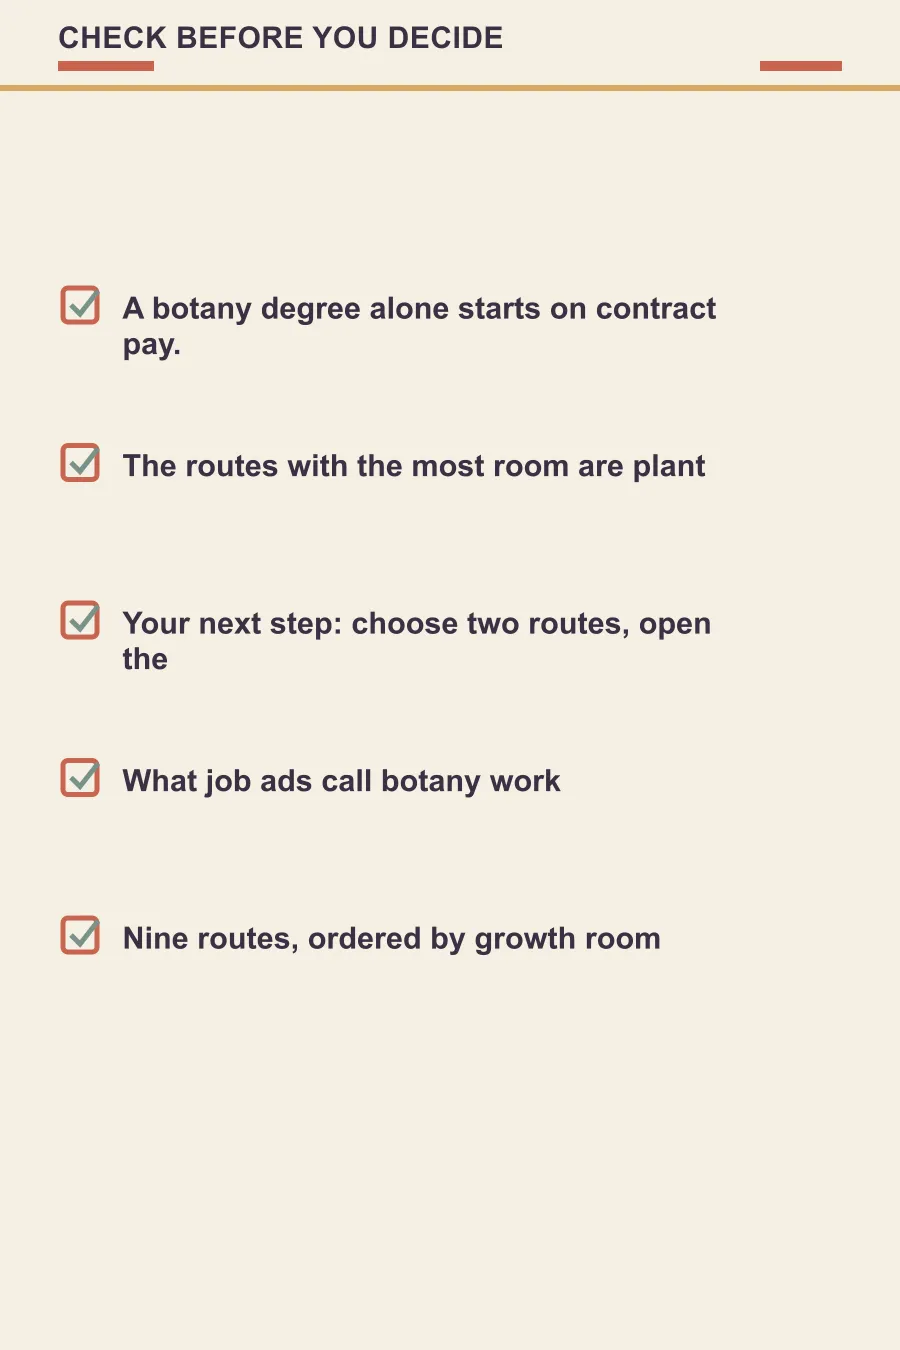 CHECK BEFORE YOU DECIDE
A botany degree alone starts on contract
pay.
The routes with the most room are plant
Your next step: choose two routes, open
the
What job ads call botany work
Nine routes, ordered by growth room